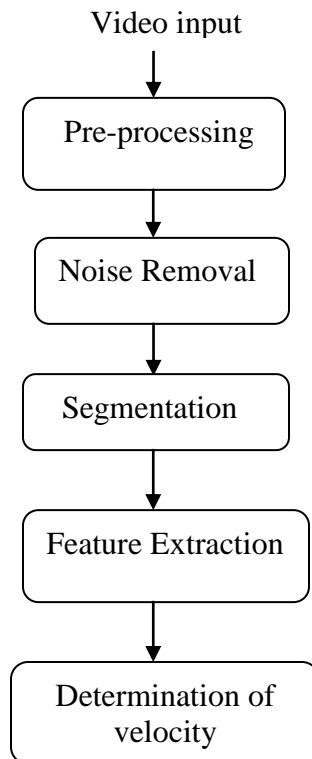 Video input
Pre-processing
Noise Removal
Segmentation
Feature Extraction
Determination of
velocity